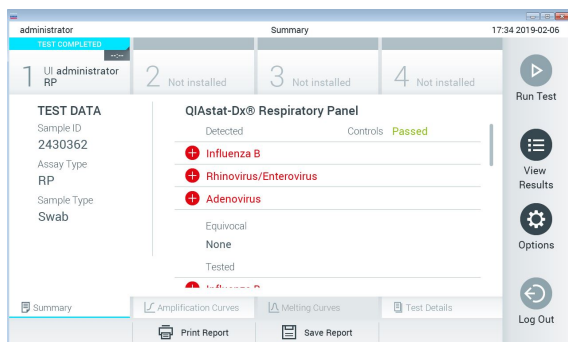 administrator
Summary
17:34 2019-02-06
TEST COMPLETED
--:--
1 UI administrator
RP
2 Not installed
3 Not installed
4 Not installed
Run Test
View
Results
Options
Log Out
TEST DATA
Sample ID
2430362
Assay Type
RP
Sample Type
Swab
QIAstat-Dx® Respiratory Panel
Detected
Controls Passed
Influenza B
Rhinovirus/Enterovirus
Adenovirus
Equivocal
None
Tested
Influenza B
Summary
Amplification Curves
Melting Curves
Test Details
Print Report
Save Report